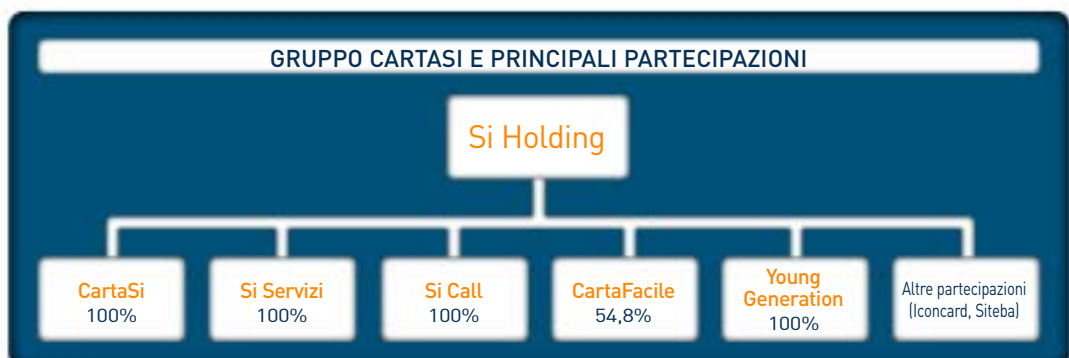 GRUPPO CARTASI E PRINCIPALI PARTECIPAZIONI
Si Holding
CartaSi
100%
Si Servizi
100%
Si Call
100%
CartaFacile
54,8%
Young
Generation
100%
Altre partecipazioni
(Iconcard, Siteba)